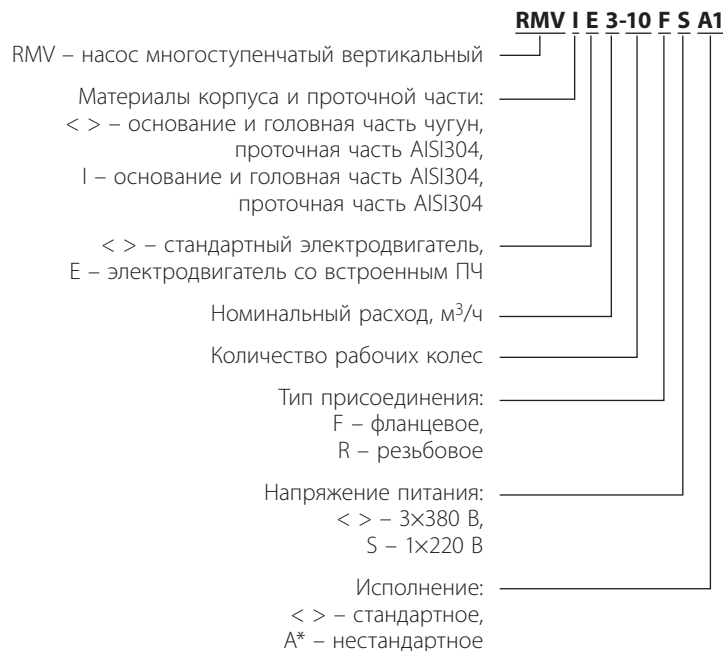 RMV I E 3-10 F S A1
RMV – насос многоступенчатый вертикальный
Материалы корпуса и проточной части:
< > – основание и головная часть чугун,
проточная часть AISI304,
I – основание и головная часть AISI304,
проточная часть AISI304
< > – стандартный электродвигатель,
E – электродвигатель со встроенным ПЧ
Номинальный расход, м³/ч
Количество рабочих колес
Тип присоединения:
F – фланцевое,
R – резьбовое
Напряжение питания:
< > – 3×380 В,
S – 1×220 В
Исполнение:
< > – стандартное,
A* – нестандартное